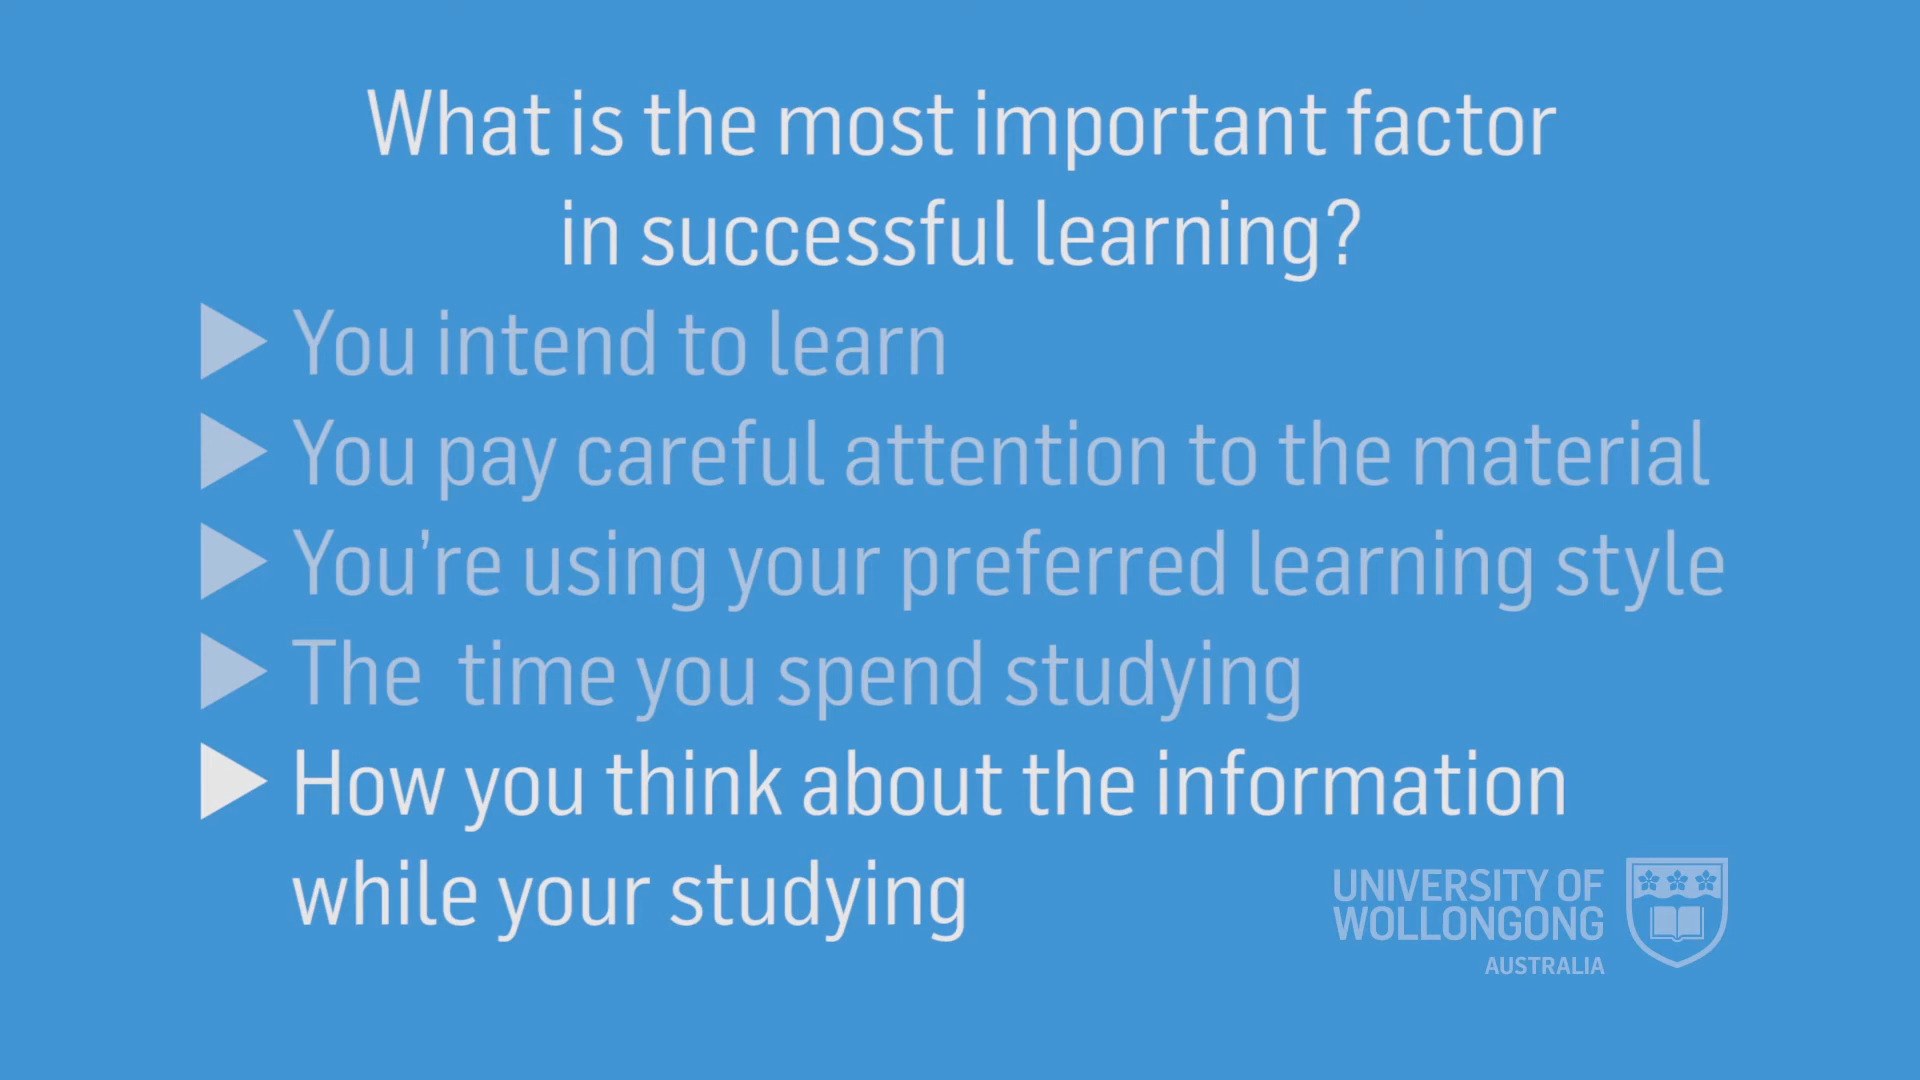 What is the most important factor
in successful learning?
▶ You intend to learn
▶ You pay careful attention to the material
▶ You're using your preferred learning style
▶ The  time you spend studying
▶ How you think about the information
while your studying
UNIVERSITY OF
WOLLONGONG
AUSTRALIA